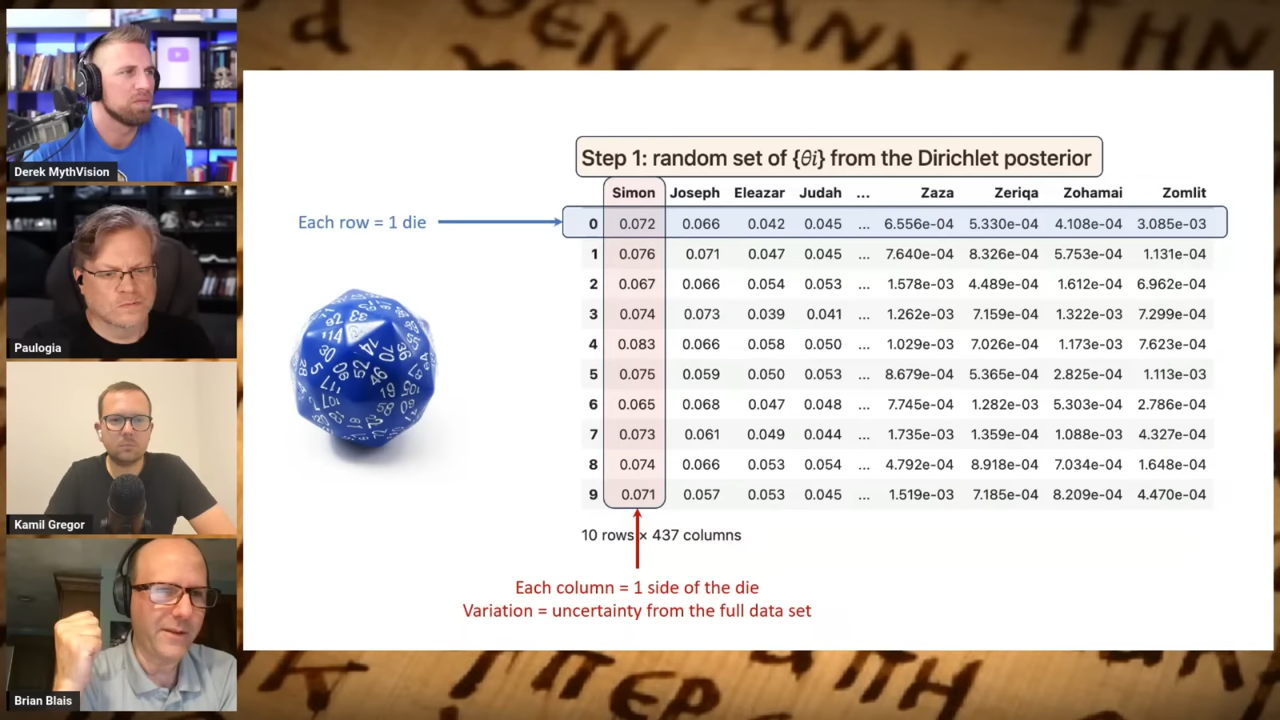 Derek MythVision
Paulogia
Kamil Gregor
Brian Blais
Step 1: random set of {θi} from the Dirichlet posterior
Simon Joseph Eleazar Judah ... Zaza Zeriqa Zohamai Zomlit
Each row = 1 die
0 0.072 0.066 0.042 0.045 ... 6.556e-04 5.330e-04 4.108e-04 3.085e-03
1 0.076 0.071 0.047 0.045 ... 7.640e-04 8.326e-04 5.753e-04 1.131e-04
2 0.067 0.066 0.054 0.053 ... 1.578e-03 4.489e-04 1.612e-04 6.962e-04
3 0.074 0.073 0.039 0.041 ... 1.262e-03 7.159e-04 1.322e-03 7.299e-04
4 0.083 0.066 0.058 0.050 ... 1.029e-03 7.026e-04 1.173e-03 7.623e-04
5 0.075 0.059 0.050 0.053 ... 8.679e-04 5.365e-04 2.825e-04 1.113e-03
6 0.065 0.068 0.047 0.048 ... 7.745e-04 1.282e-03 5.303e-04 2.786e-04
7 0.073 0.061 0.049 0.044 ... 1.735e-03 1.359e-04 1.088e-03 4.327e-04
8 0.074 0.066 0.053 0.054 ... 4.792e-04 8.918e-04 7.034e-04 1.648e-04
9 0.071 0.057 0.053 0.045 ... 1.519e-03 7.185e-04 8.209e-04 4.470e-04
10 rows × 437 columns
Each column = 1 side of the die
Variation = uncertainty from the full data set